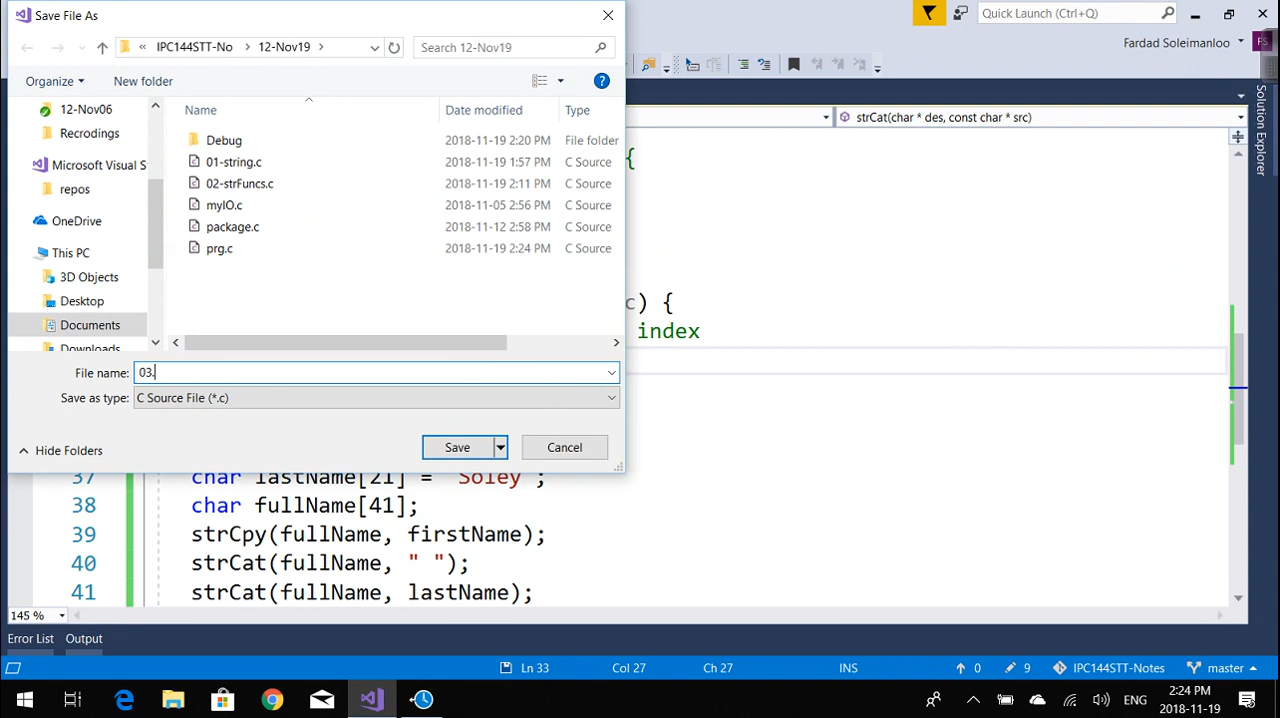 Save File As
Quick Launch (Ctrl+Q)
« IPC144STT-No > 12-Nov19 >
Search 12-Nov19
Fardad Soleimanloo
FS
Organize
New folder
?
12-Nov06
Recrodings
Microsoft Visual S
repos
OneDrive
This PC
3D Objects
Desktop
Documents
Downloads
Name Date modified Type
Debug 2018-11-19 2:20 PM File folder
01-string.c 2018-11-19 1:57 PM C Source
02-strFuncs.c 2018-11-19 2:11 PM C Source
myIO.c 2018-11-05 2:56 PM C Source
package.c 2018-11-12 2:58 PM C Source
prg.c 2018-11-19 2:24 PM C Source
File name: 03.
Save as type: C Source File (*.c)
Hide Folders
Save
Cancel
strCat(char * des, const char * src)
Solution Explorer
{
c) {
index
37 char lastName[21] = "Soley";
38 char fullName[41];
39 strCpy(fullName, firstName);
40 strCat(fullName, " ");
41 strCat(fullName, lastName);
145 %
Error List Output
Ln 33 Col 27 Ch 27 INS 0 9 IPC144STT-Notes master
ENG
2:24 PM
2018-11-19